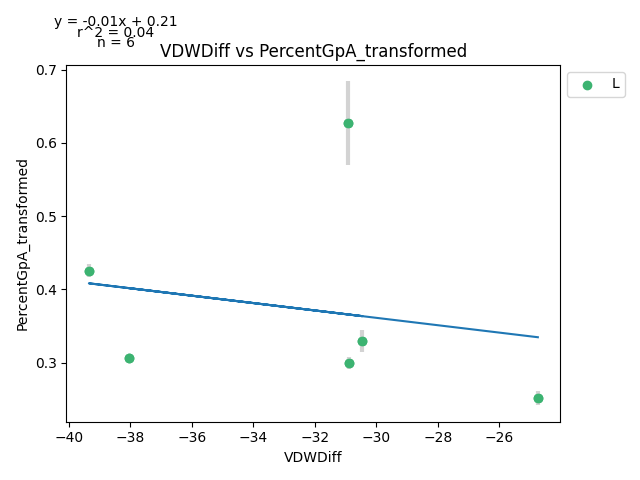 y = -0.01x + 0.21
r^2 = 0.04
n = 6
VDWDiff vs PercentGpA_transformed
L
PercentGpA_transformed
0.7
0.6
0.5
0.4
0.3
−40
−38
−36
−34
−32
−30
−28
−26
VDWDiff